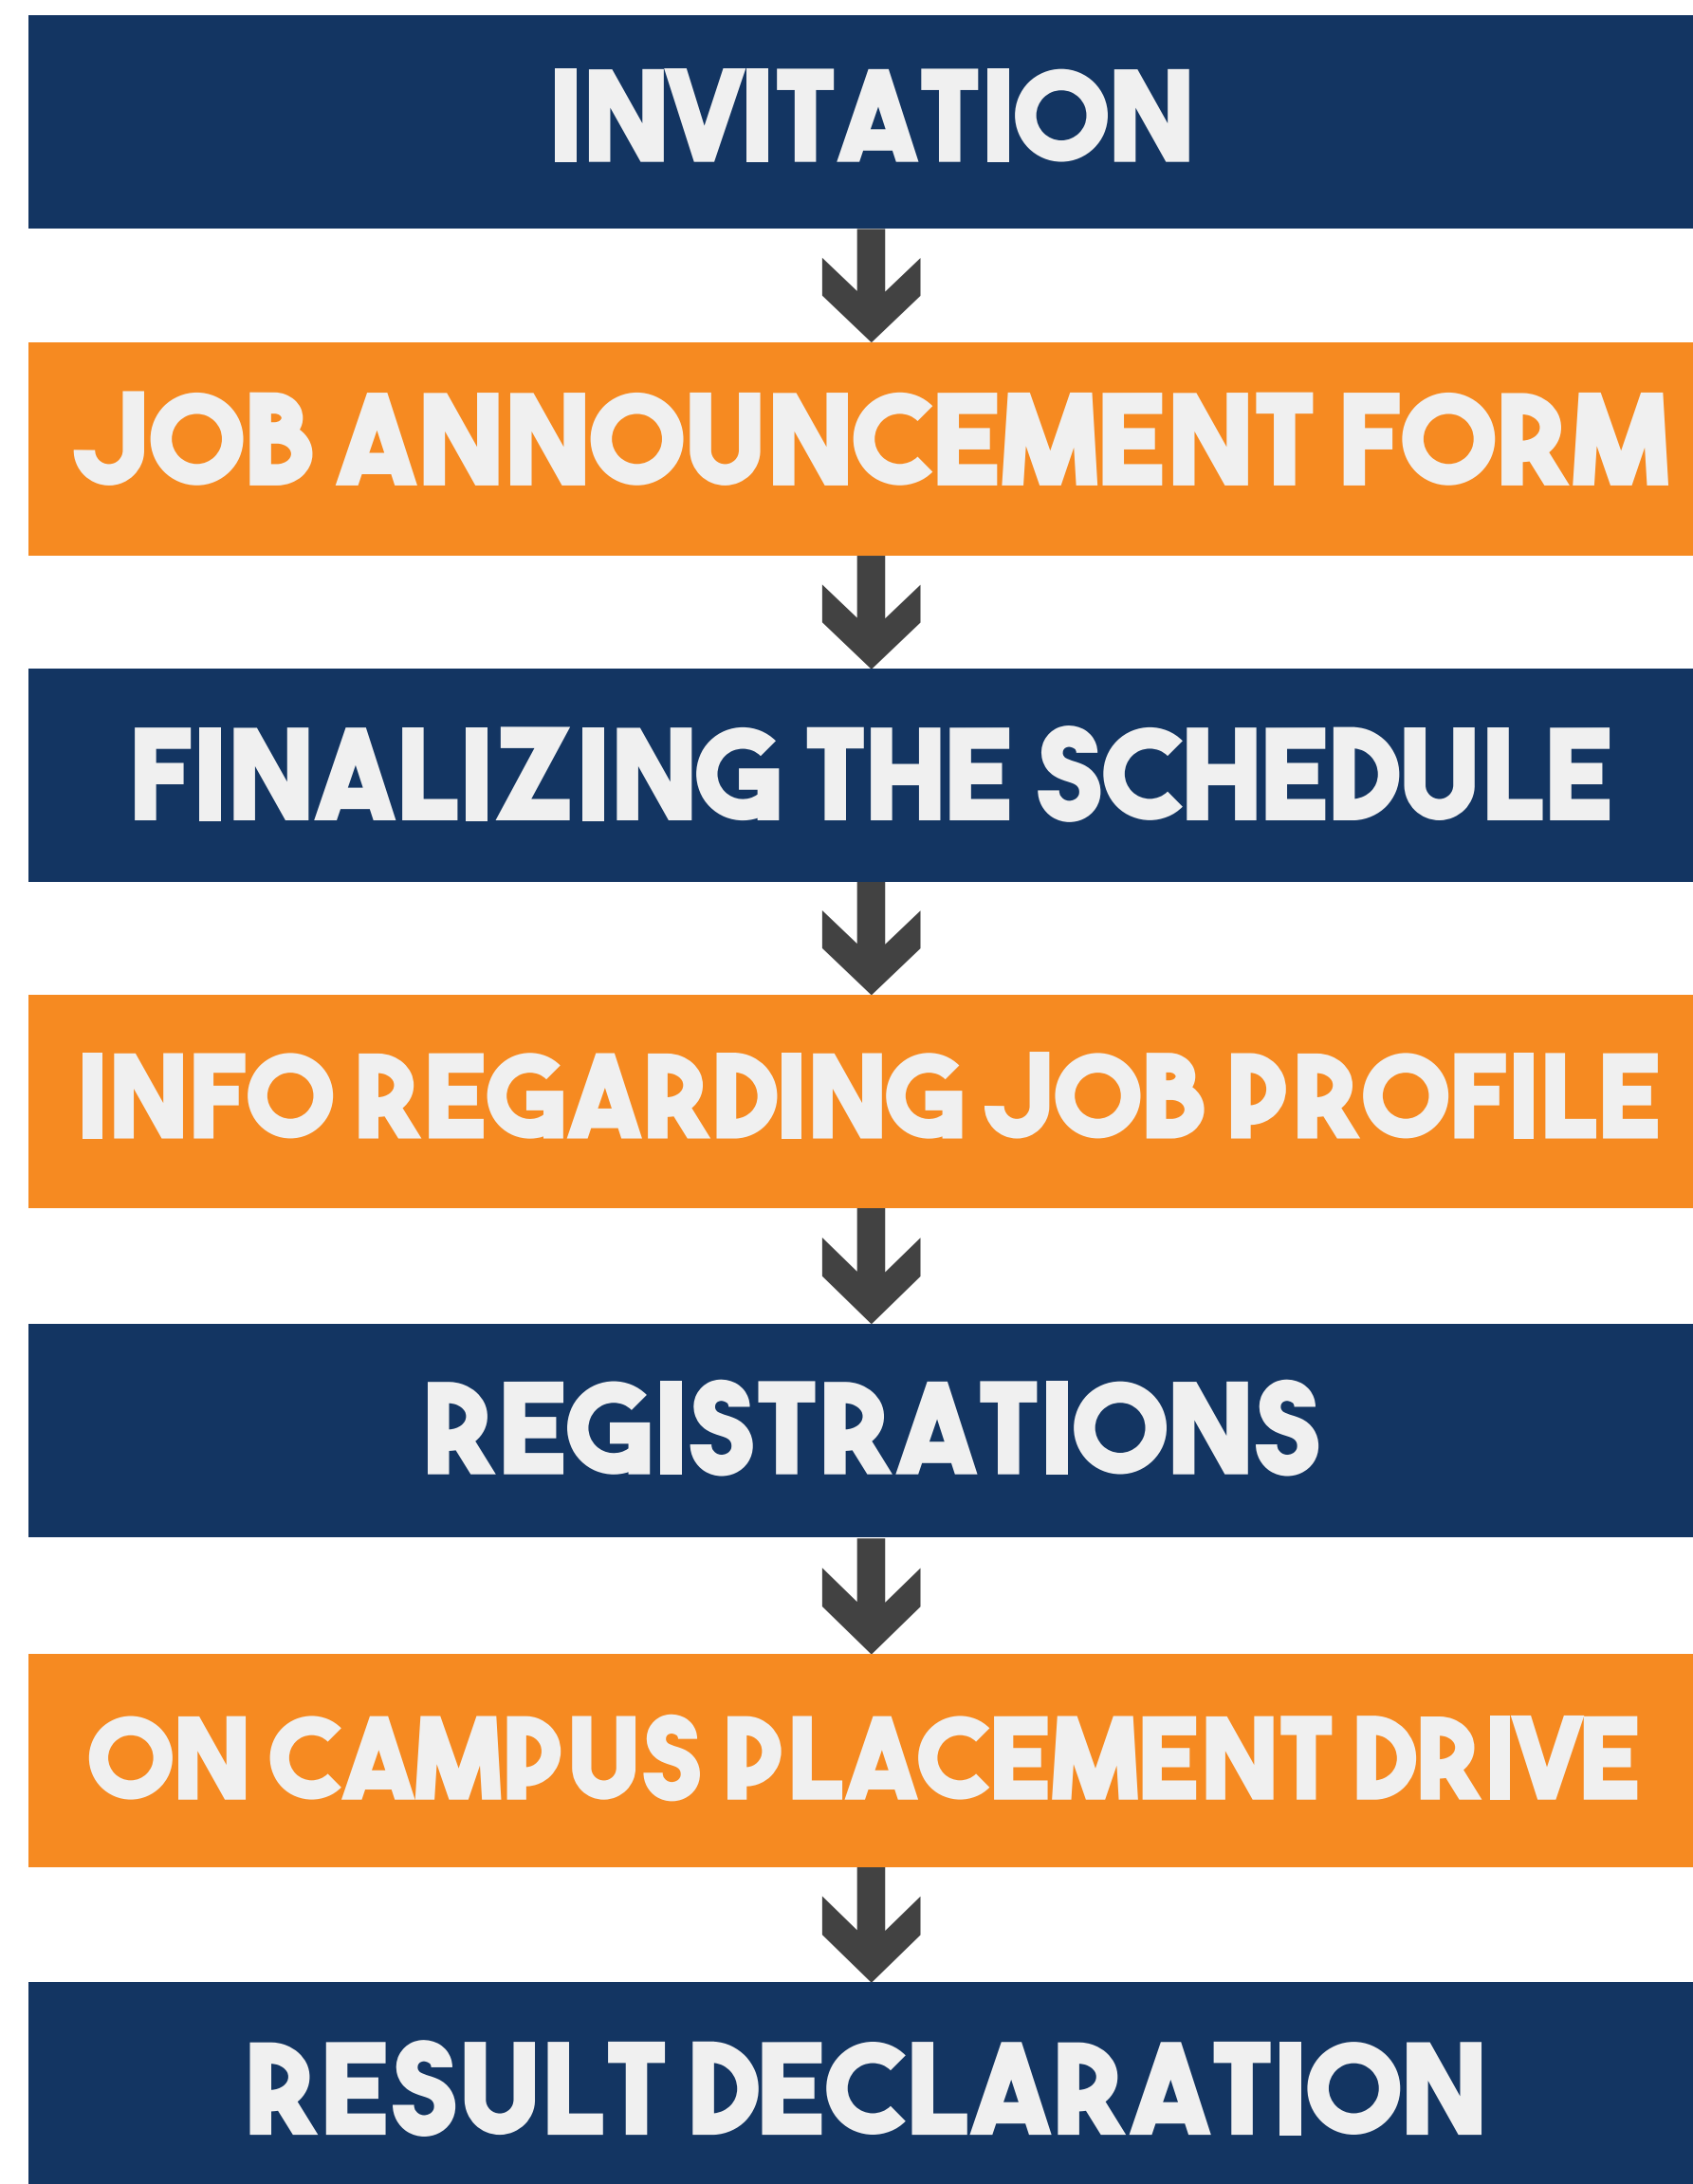 INVITATION
JOB ANNOUNCEMENT FORM
FINALIZING THE SCHEDULE
INFO REGARDING JOB PROFILE
REGISTRATIONS
ON CAMPUS PLACEMENT DRIVE
RESULT DECLARATION